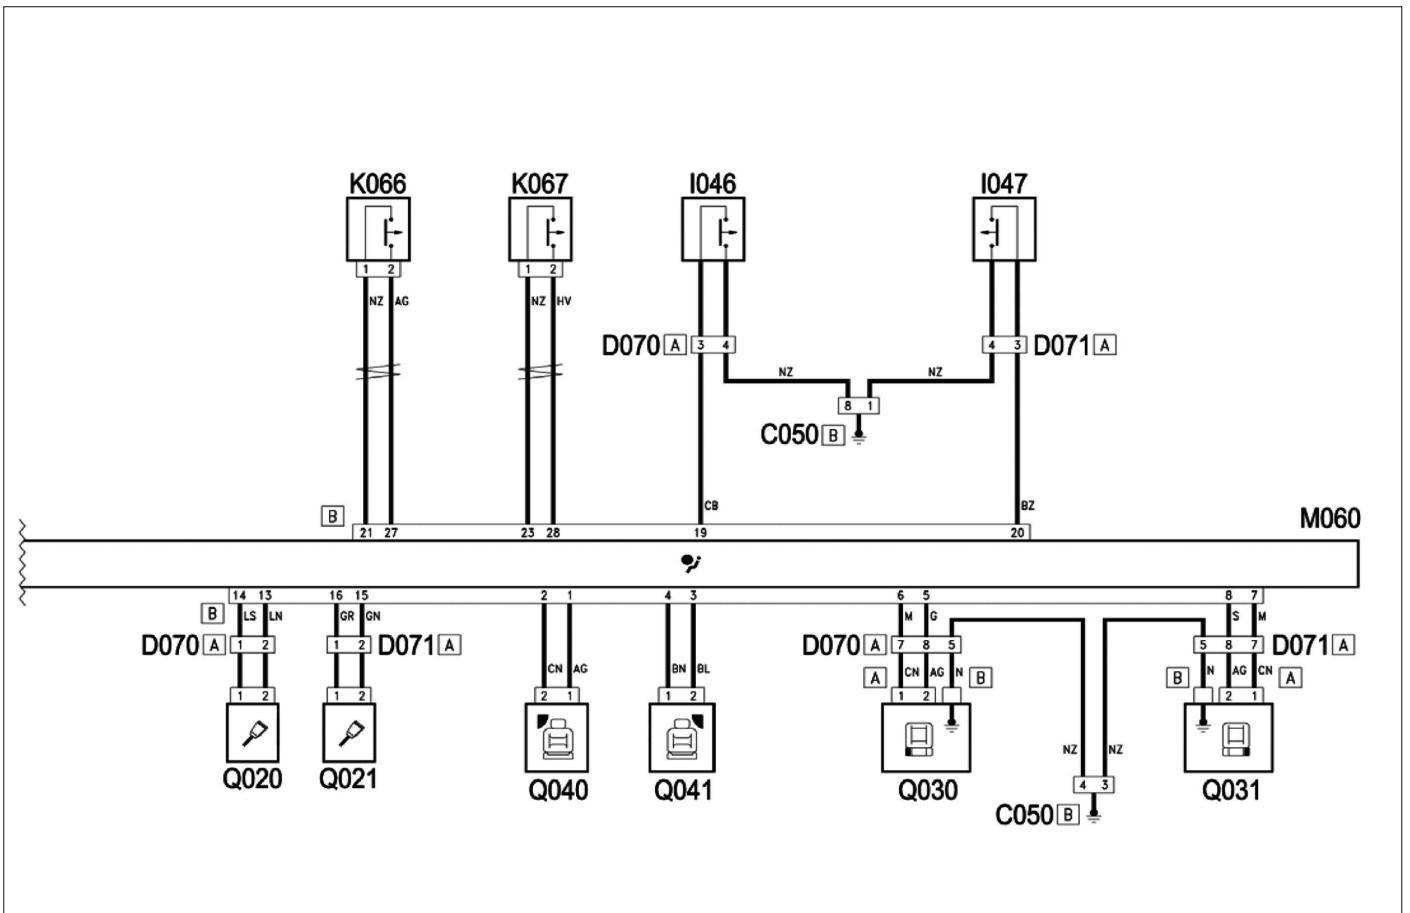 K066 K067 I046 I047
1 2 1 2
NZ AG NZ HV
D070 A 3 4 4 3 D071 A
NZ NZ
8 1
C050 B
CB BZ
B M060
21 27 23 28 19 20
14 13 16 15 2 1 4 3 6 5 8 7
B LS LN GR GN M G S M
D070 A 1 2 1 2 D071 A D070 A 7 8 5 5 8 7 D071 A
CN AG BN BL A CN AG N B B N AG CN A
1 2 1 2 2 1 1 2 1 2 2 1
NZ NZ
Q020 Q021 Q040 Q041 Q030 4 3 Q031
C050 B